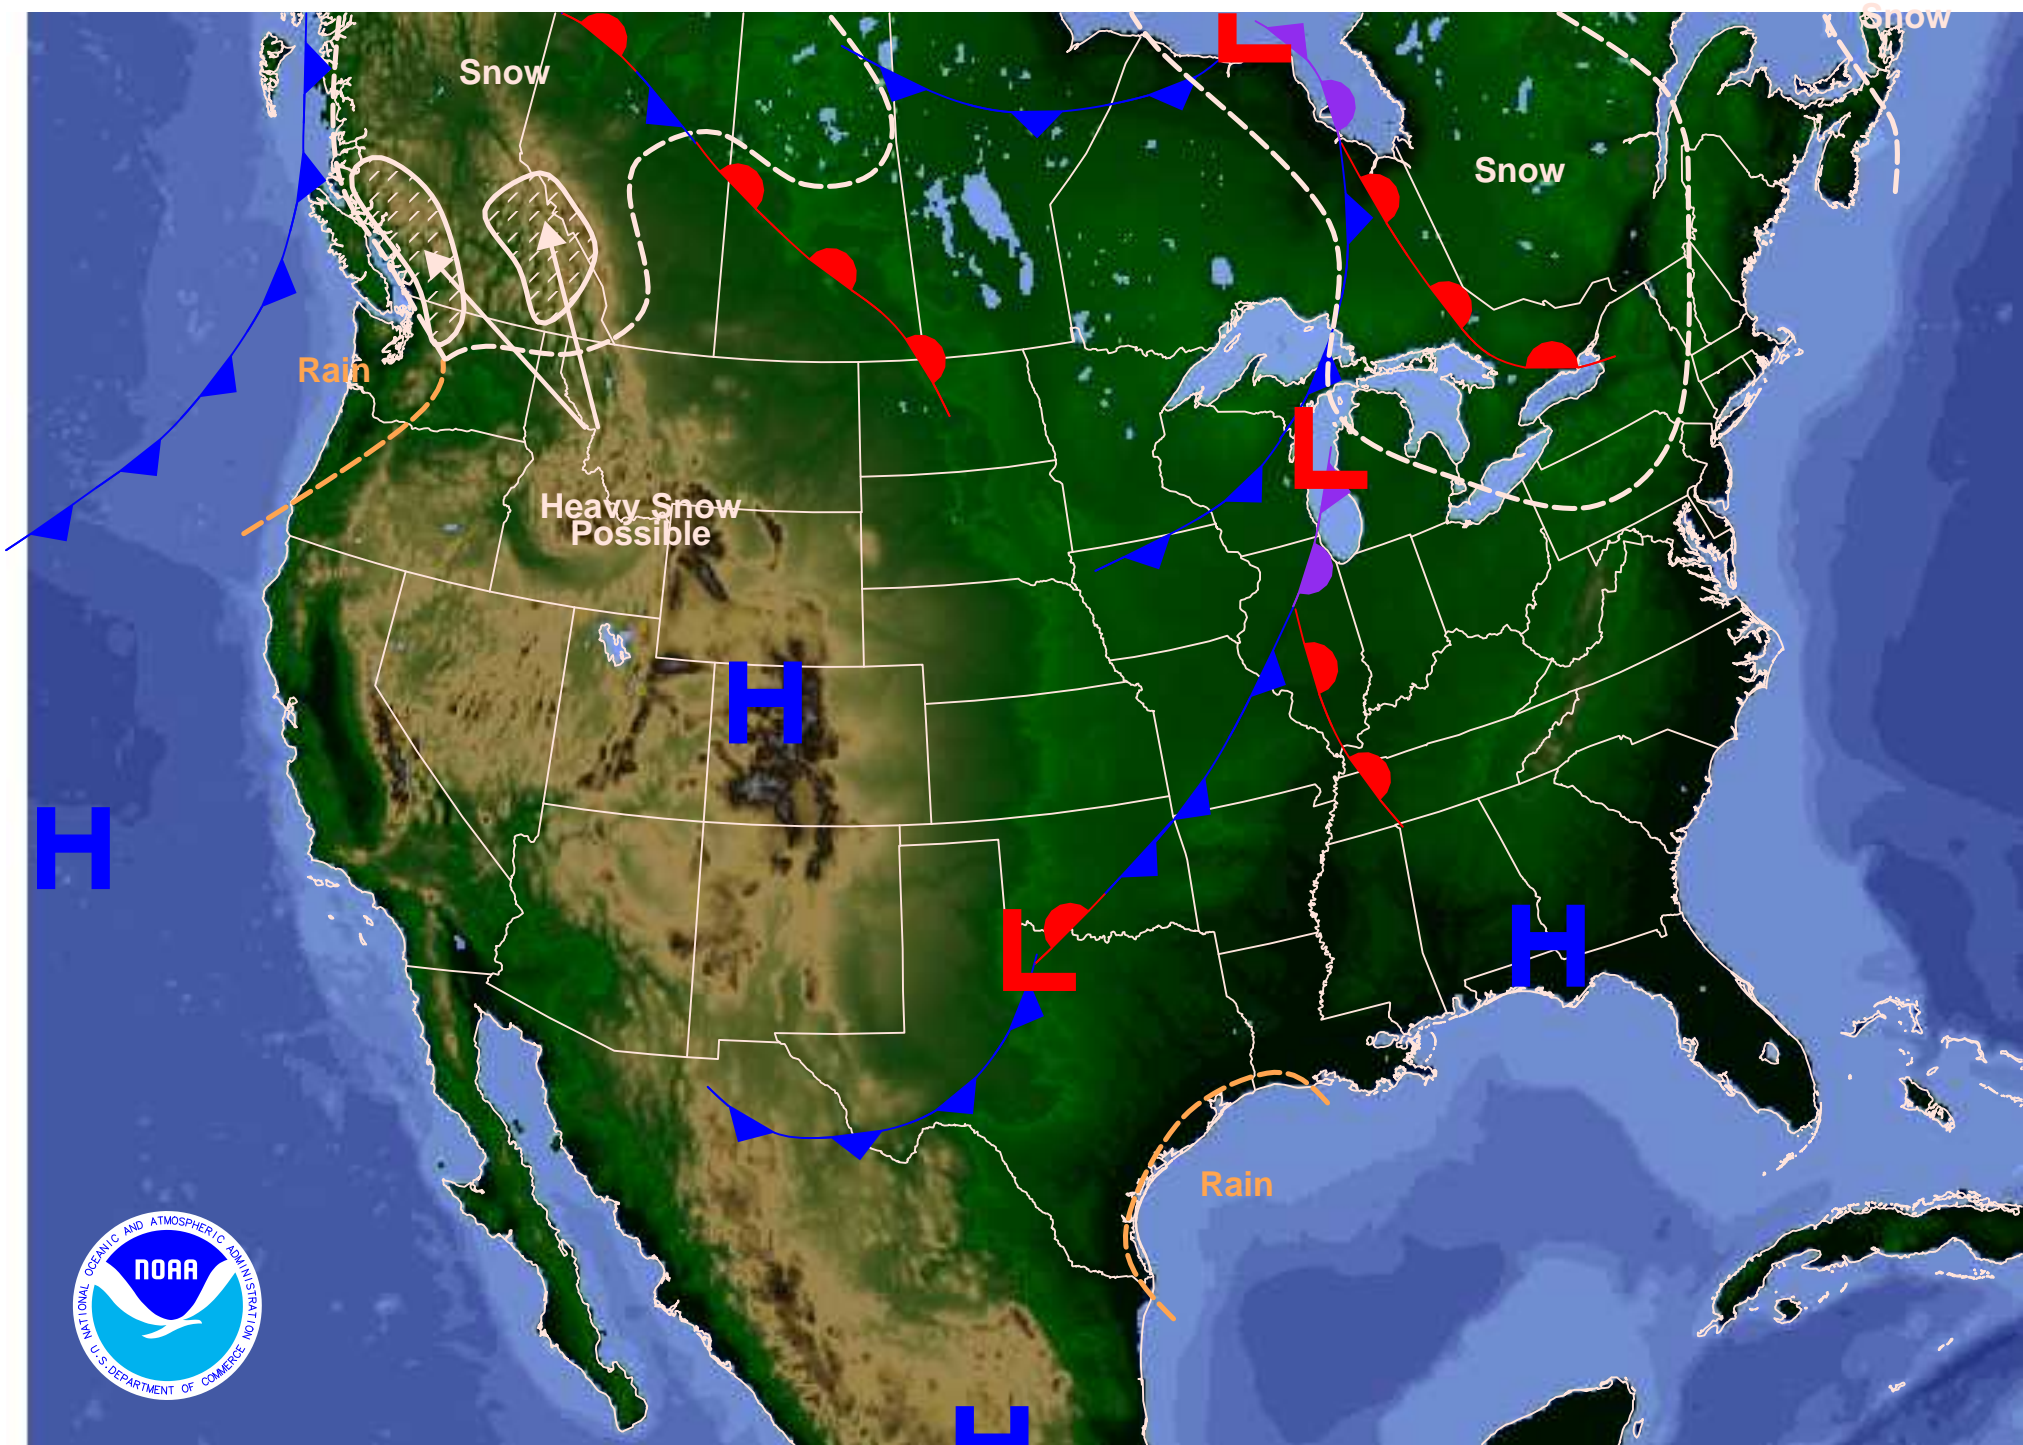 Snow
Snow
Snow
Rain
Heavy Snow
Possible
Rain
L
L
L
H
H
H
H
NOAA
NATIONAL OCEANIC AND ATMOSPHERIC ADMINISTRATION
U.S. DEPARTMENT OF COMMERCE